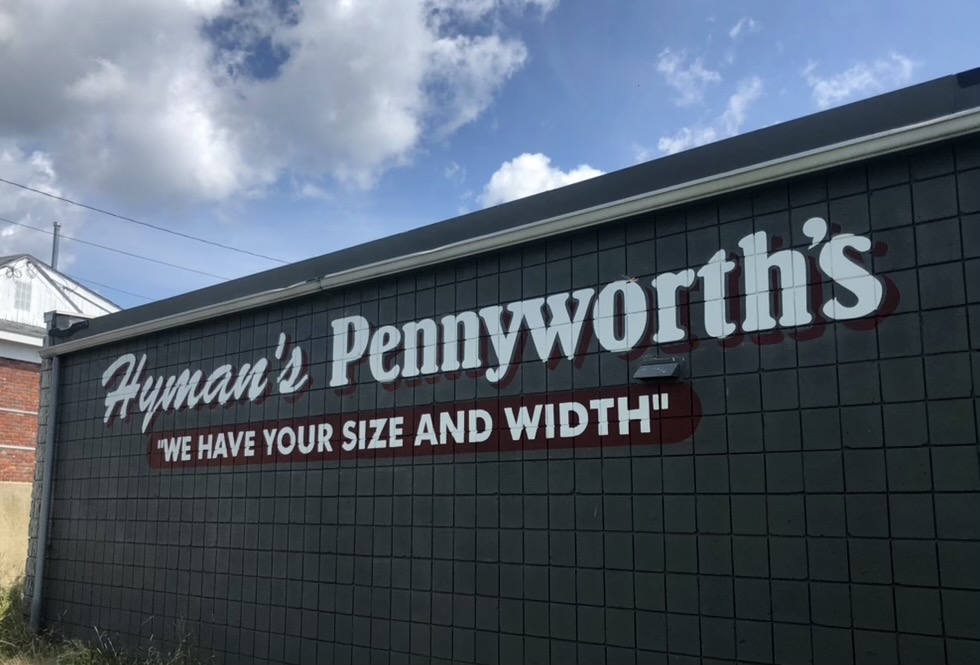 Hyman's Pennyworth's
"WE HAVE YOUR SIZE AND WIDTH"